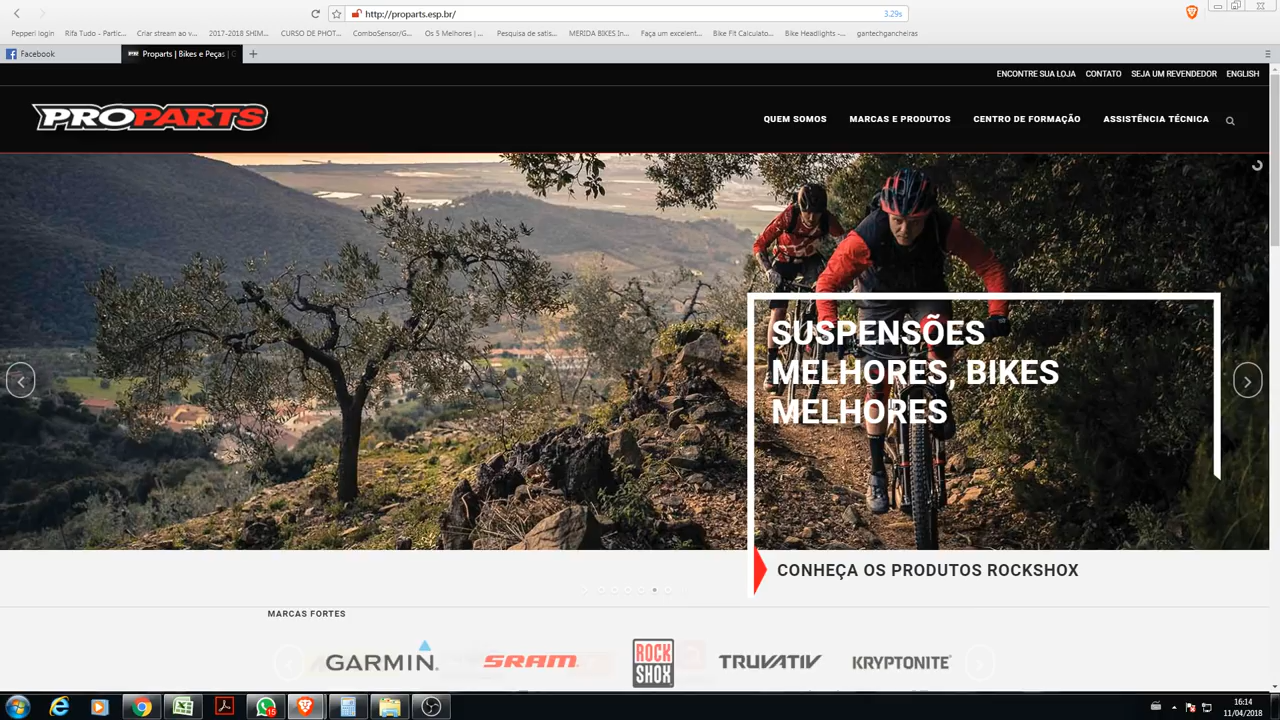 http://proparts.esp.br/
3.29s
Pepperi login
Rifa Tudo - Partic...
Criar stream ao v...
2017-2018 SHIM...
CURSO DE PHOT...
ComboSensor/G...
Os 5 Melhores | ...
Pesquisa de satis...
MERIDA BIKES In...
Faça um excelent...
Bike Fit Calculato...
Bike Headlights -...
gantechgancheiras
Facebook
Proparts | Bikes e Peças |
ENCONTRE SUA LOJA
CONTATO
SEJA UM REVENDEDOR
ENGLISH
PROPARTS
QUEM SOMOS
MARCAS E PRODUTOS
CENTRO DE FORMAÇÃO
ASSISTÊNCIA TÉCNICA
SUSPENSÕES
MELHORES, BIKES
MELHORES
CONHEÇA OS PRODUTOS ROCKSHOX
MARCAS FORTES
GARMIN
SRAM
ROCK
SHOX
TRUVATIV
KRYPTONITE
15
16:14
11/04/2018